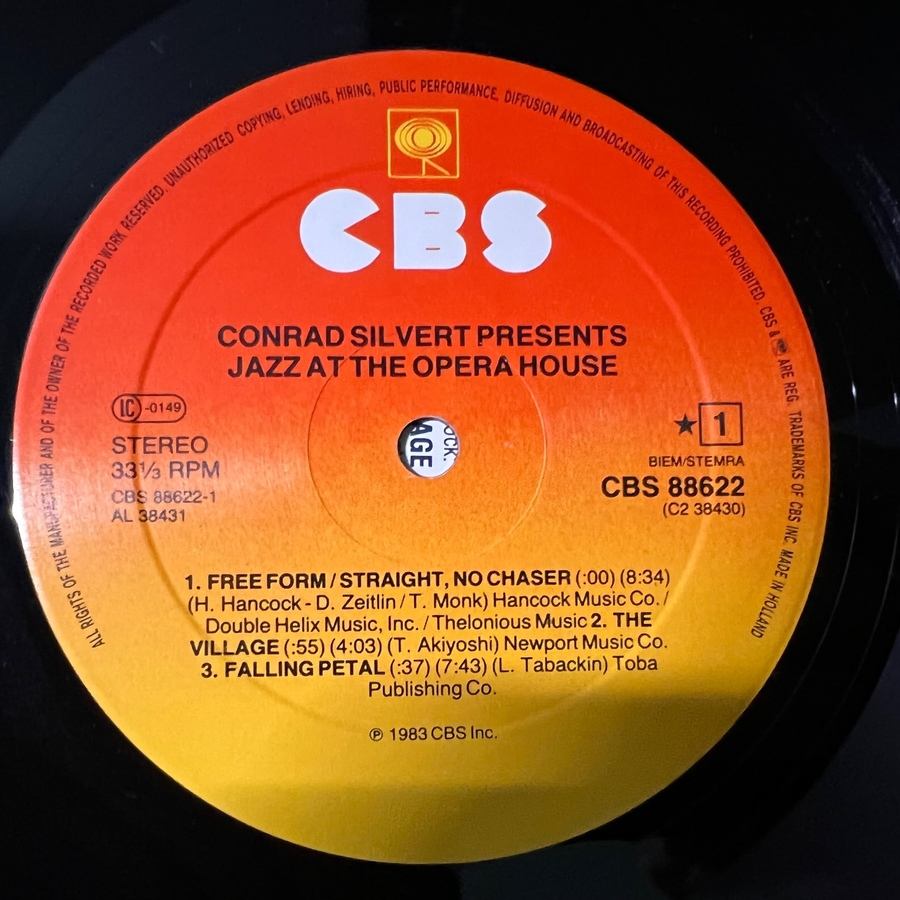 ALL RIGHTS OF THE MANUFACTURER AND OF THE OWNER OF THE RECORDED WORK RESERVED. UNAUTHORIZED COPYING, LENDING, HIRING, PUBLIC PERFORMANCE, DIFFUSION AND BROADCASTING OF THIS RECORDING PROHIBITED. CBS & ARE REG. TRADEMARKS OF CBS INC. MADE IN HOLLAND
CBS
CONRAD SILVERT PRESENTS
JAZZ AT THE OPERA HOUSE
LC -0149
STEREO
33⅓ RPM
CBS 88622-1
AL 38431
OCK.
AGE
★ 1
BIEM/STEMRA
CBS 88622
(C2 38430)
1. FREE FORM / STRAIGHT, NO CHASER (:00) (8:34)
(H. Hancock - D. Zeitlin / T. Monk) Hancock Music Co. /
Double Helix Music, Inc. / Thelonious Music 2. THE
VILLAGE (:55) (4:03) (T. Akiyoshi) Newport Music Co.
3. FALLING PETAL (:37) (7:43) (L. Tabackin) Toba
Publishing Co.
℗ 1983 CBS Inc.